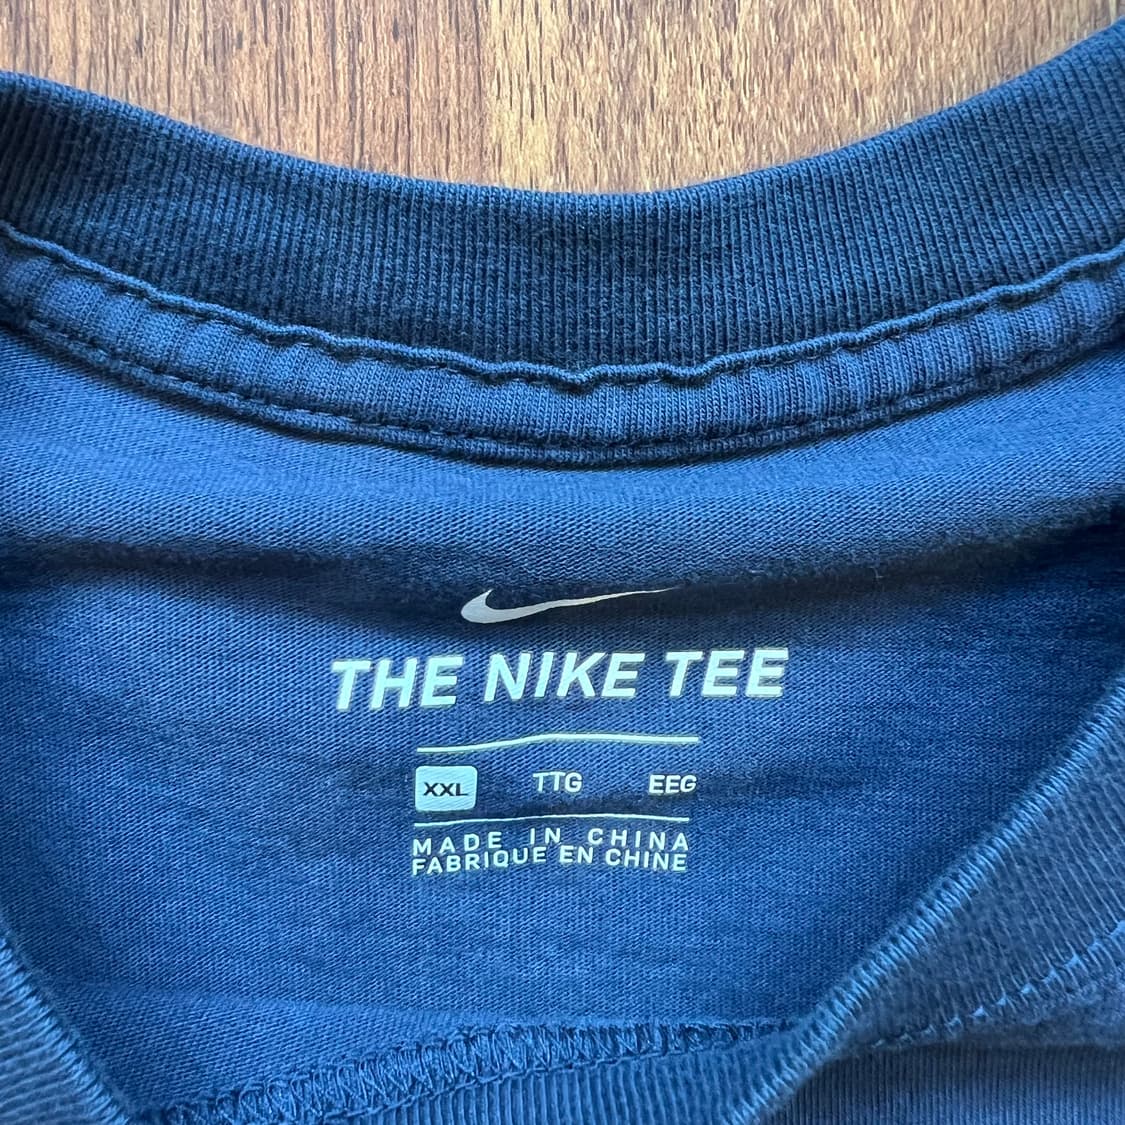 THE NIKE TEE
XXL TTG EEG
MADE IN CHINA
FABRIQUE EN CHINE